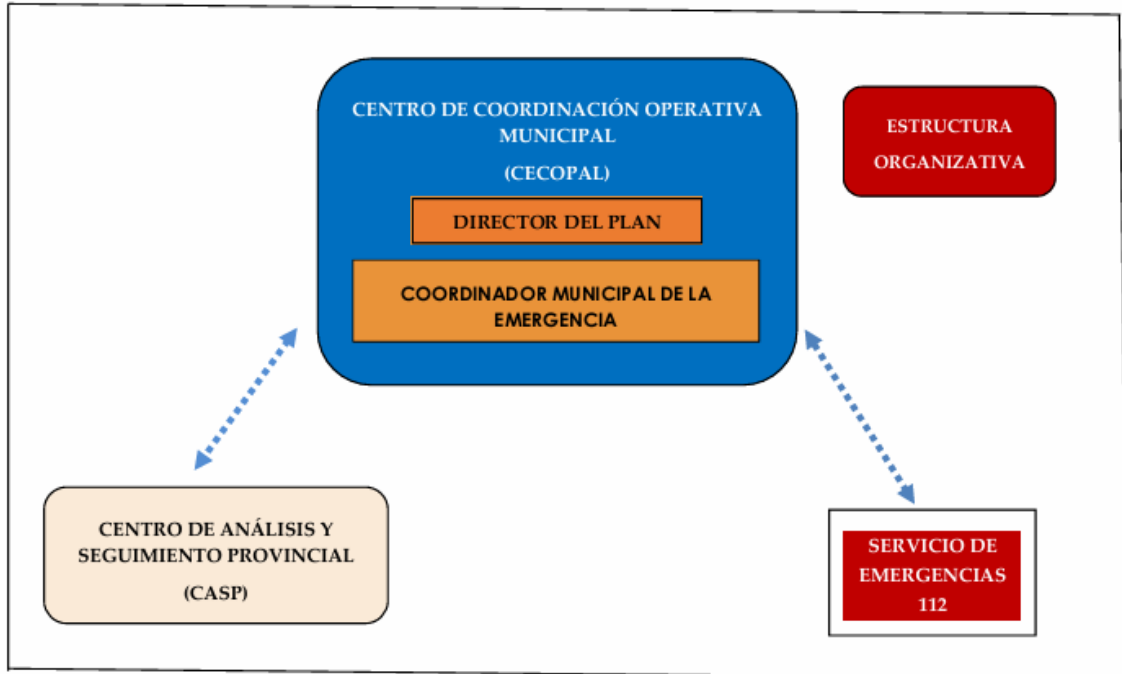 CENTRO DE COORDINACIÓN OPERATIVA
MUNICIPAL
(CECOPAL)
DIRECTOR DEL PLAN
COORDINADOR MUNICIPAL DE LA
EMERGENCIA
ESTRUCTURA
ORGANIZATIVA
CENTRO DE ANÁLISIS Y
SEGUIMIENTO PROVINCIAL
(CASP)
SERVICIO DE
EMERGENCIAS
112